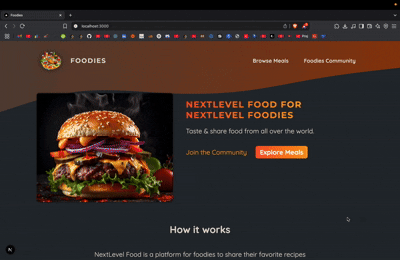 Foodies
localhost:3000
FOODIES
Browse Meals
Foodies Community
NEXTLEVEL FOOD FOR
NEXTLEVEL FOODIES
Taste & share food from all over the world.
Join the Community
Explore Meals
How it works
NextLevel Food is a platform for foodies to share their favorite recipes